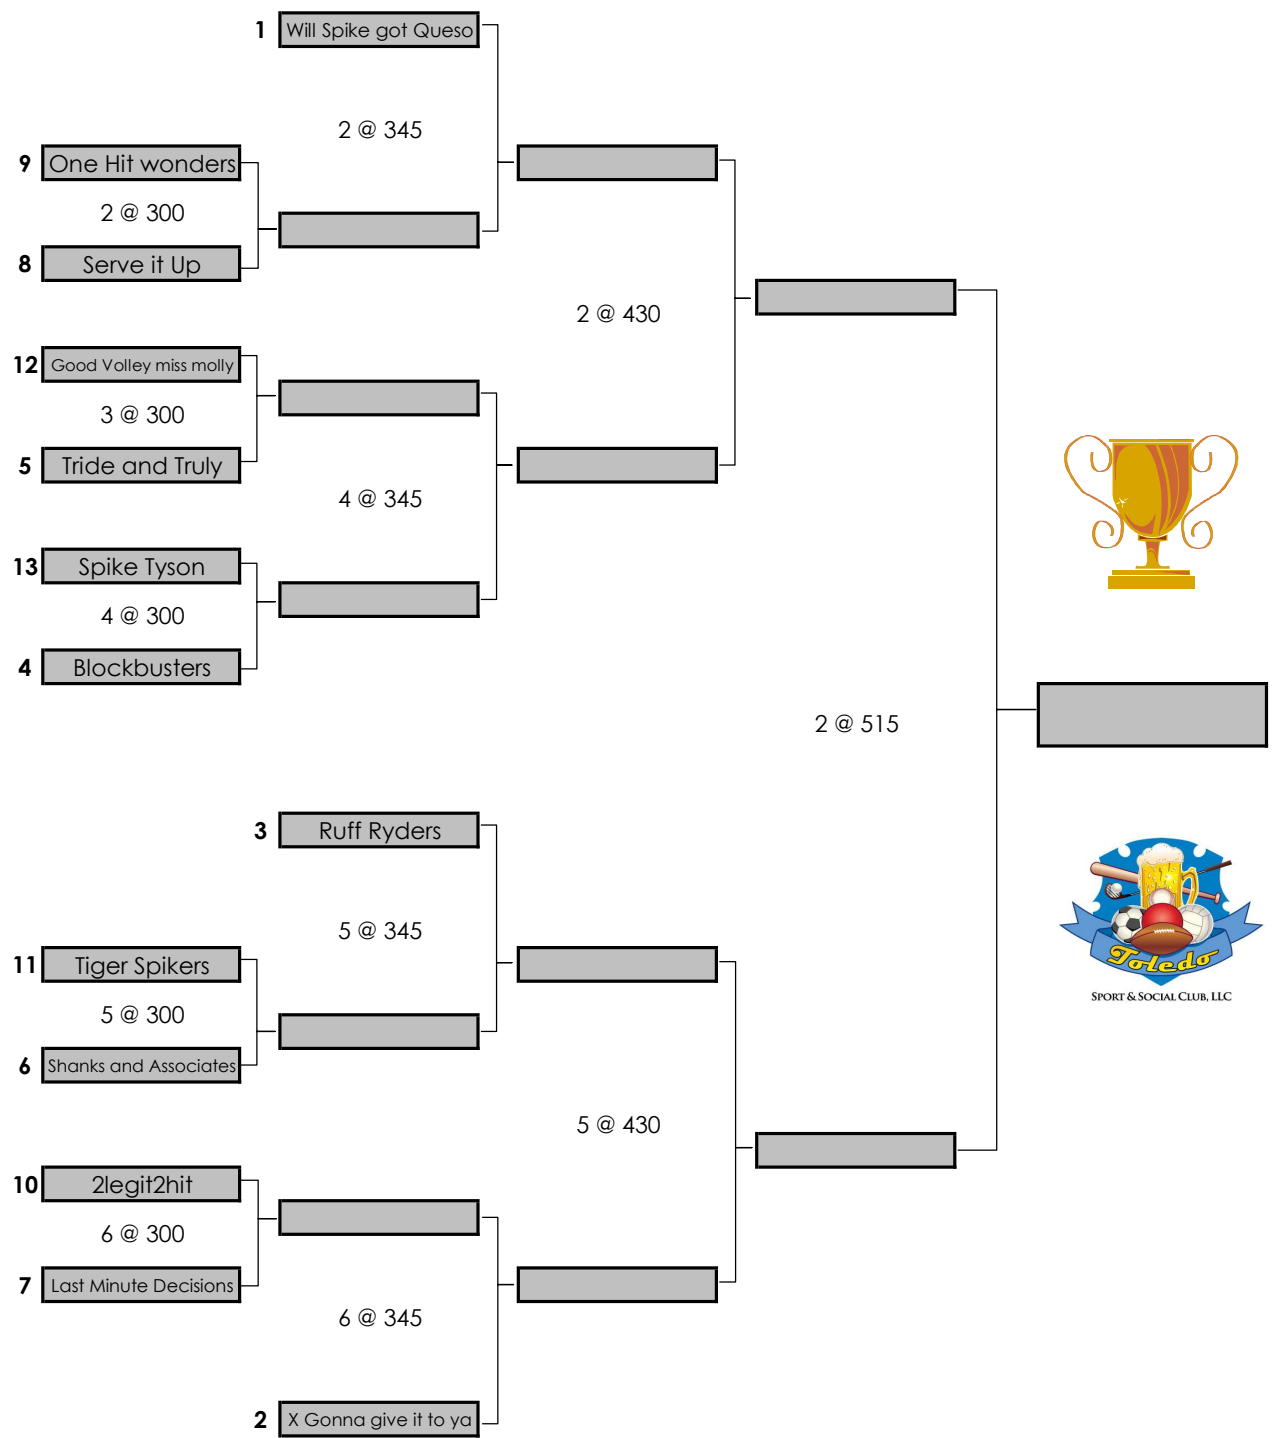 1 Will Spike got Queso
2 @ 345
9 One Hit wonders
2 @ 300
8 Serve it Up
2 @ 430
12 Good Volley miss molly
3 @ 300
5 Tride and Truly
4 @ 345
13 Spike Tyson
4 @ 300
4 Blockbusters
2 @ 515
3 Ruff Ryders
5 @ 345
11 Tiger Spikers
5 @ 300
6 Shanks and Associates
Toledo
SPORT & SOCIAL CLUB, LLC
5 @ 430
10 2legit2hit
6 @ 300
7 Last Minute Decisions
6 @ 345
2 X Gonna give it to ya